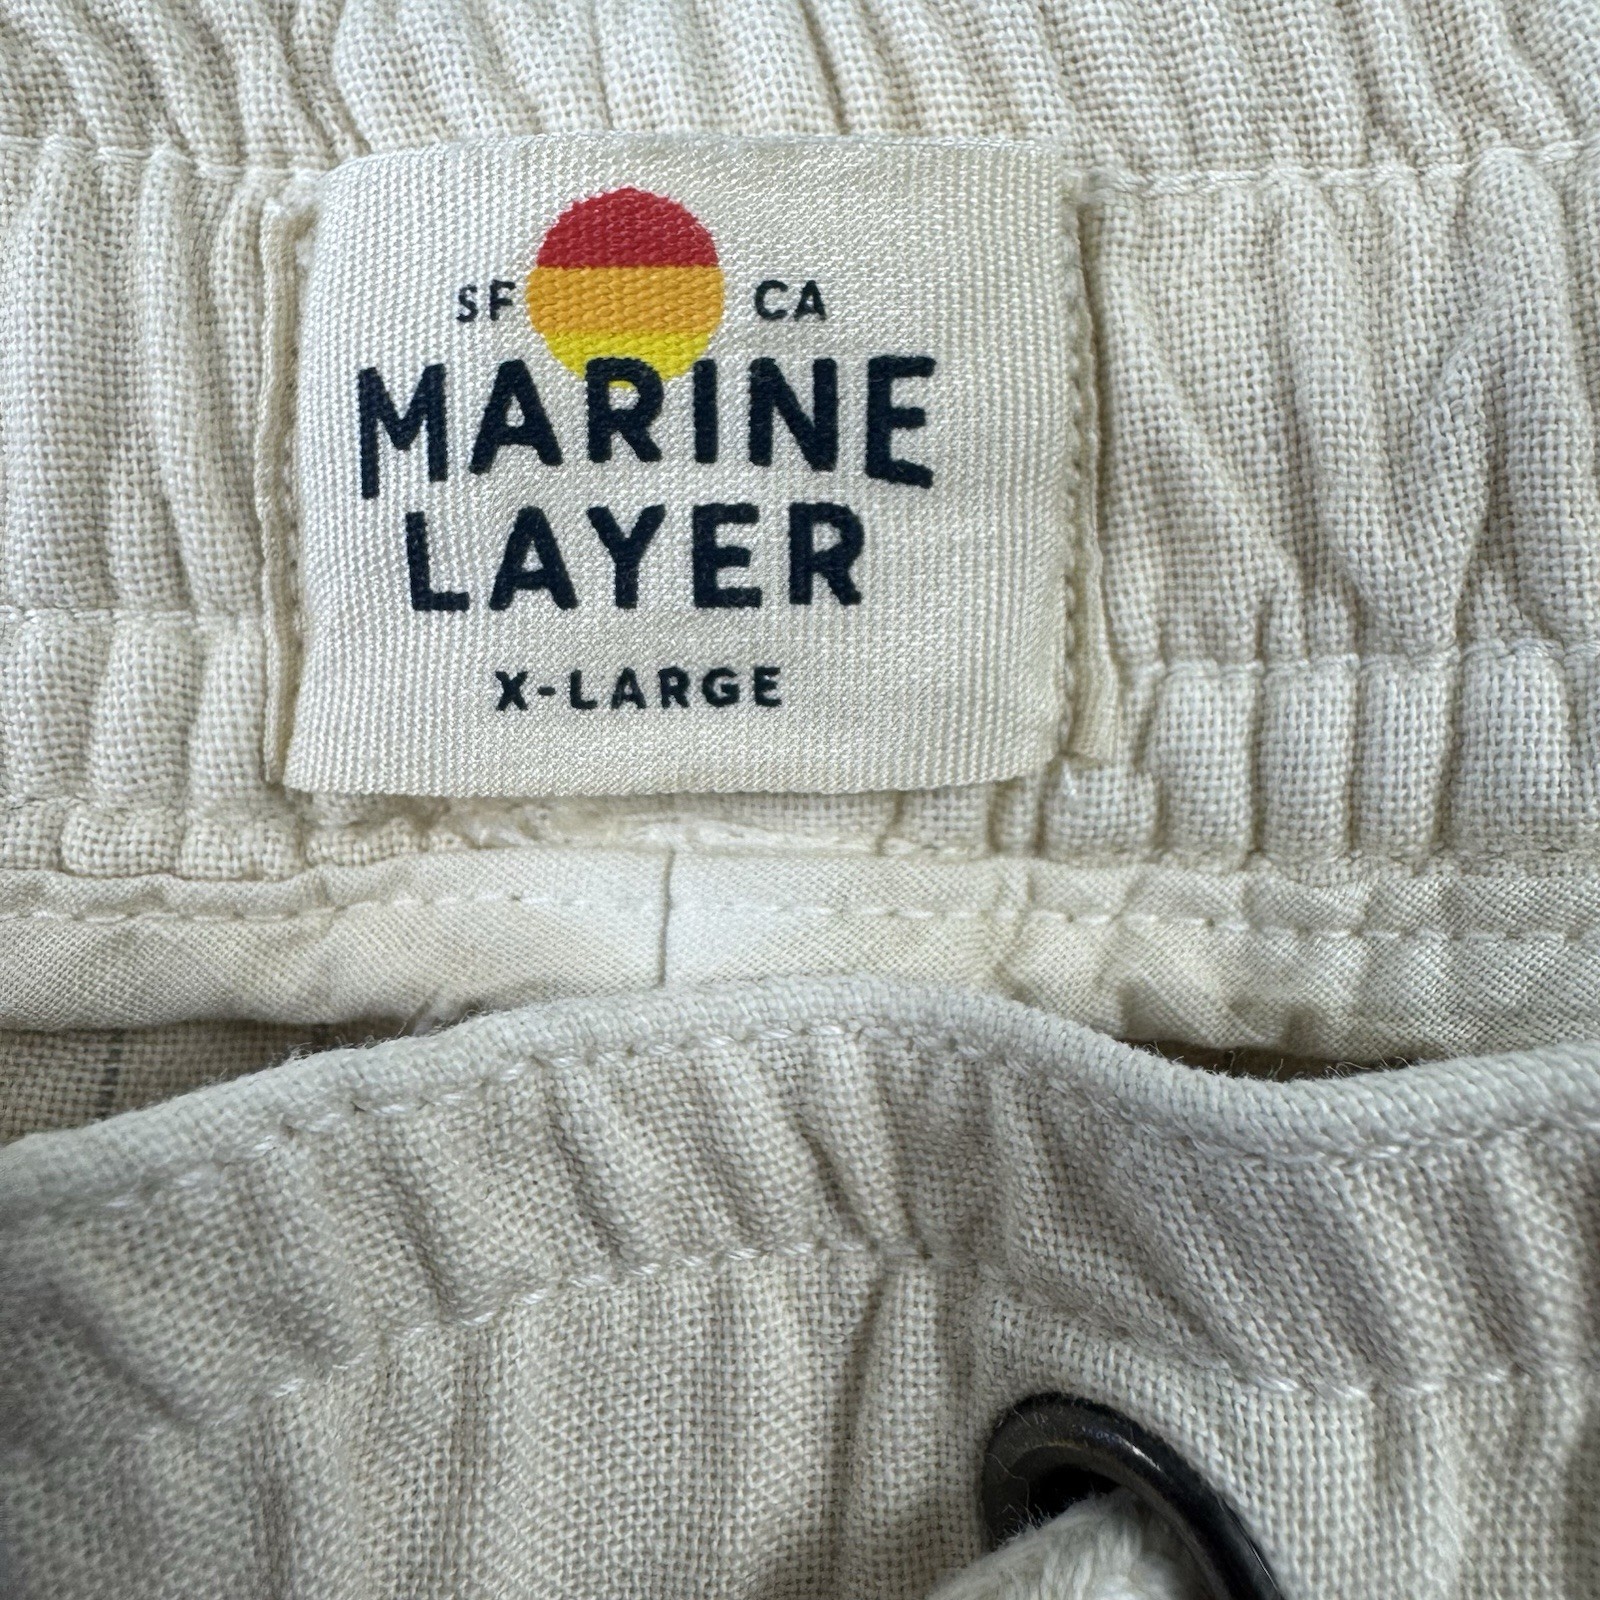 SF CA
MARINE
LAYER
X-LARGE